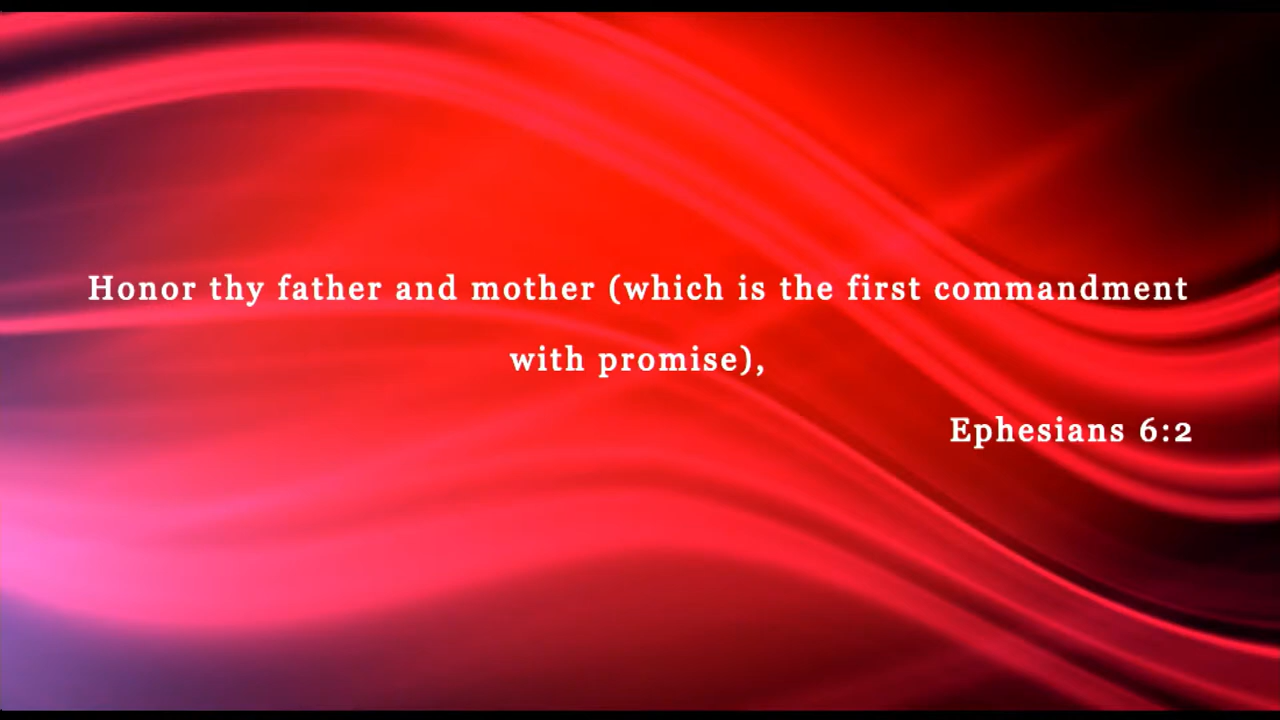 Honor thy father and mother (which is the first commandment
with promise),
Ephesians 6:2